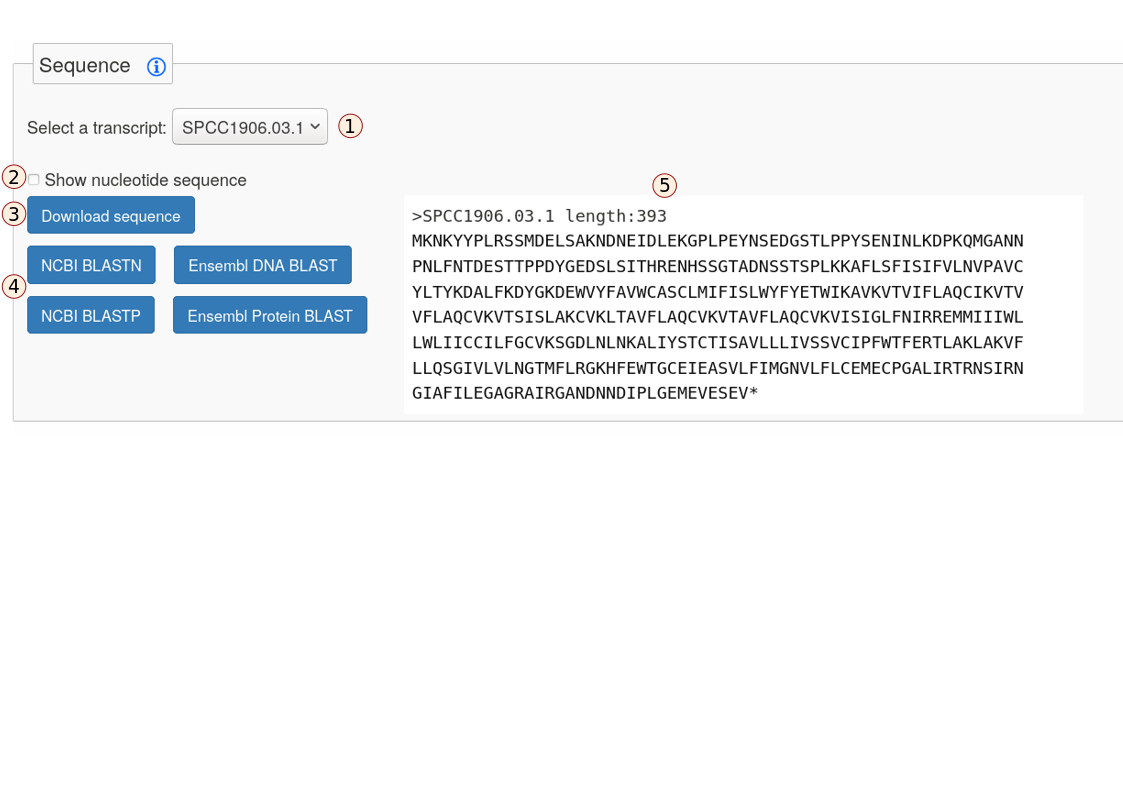 Sequence
Select a transcript: SPCC1906.03.1 1
2 Show nucleotide sequence
3 Download sequence
NCBI BLASTN Ensembl DNA BLAST
4
NCBI BLASTP Ensembl Protein BLAST
5
>SPCC1906.03.1 length:393
MKNKYYPLRSSMDELSAKNDNEIDLEKGPLPEYNSEDGSTLPPYSENINLKDPKQMGANN
PNLFNTDESTTPPDYGEDSLSITHRENHSSGTADNSSTSPLKKAFLSFISIFVLNVPAVC
YLTYKDALFKDYGKDEWVYFAVWCASCLMIFISLWYFYETWIKAVKVTVIFLAQCIKVTV
VFLAQCVKVTSISLAKCVKLTAVFLAQCVKVTAVFLAQCVKVISIGLFNIRREMMIIIWL
LWLIICCILFGCVKSGDLNLNKALIYSTCTISAVLLLIVSSVCIPFWTFERTLAKLAKVF
LLQSGIVLVLNGTMFLRGKHFEWTGCEIEASVLFIMGNVLFLCEMECPGALIRTRNSIRN
GIAFILEGAGRAIRGANDNNDIPLGEMEVESEV*